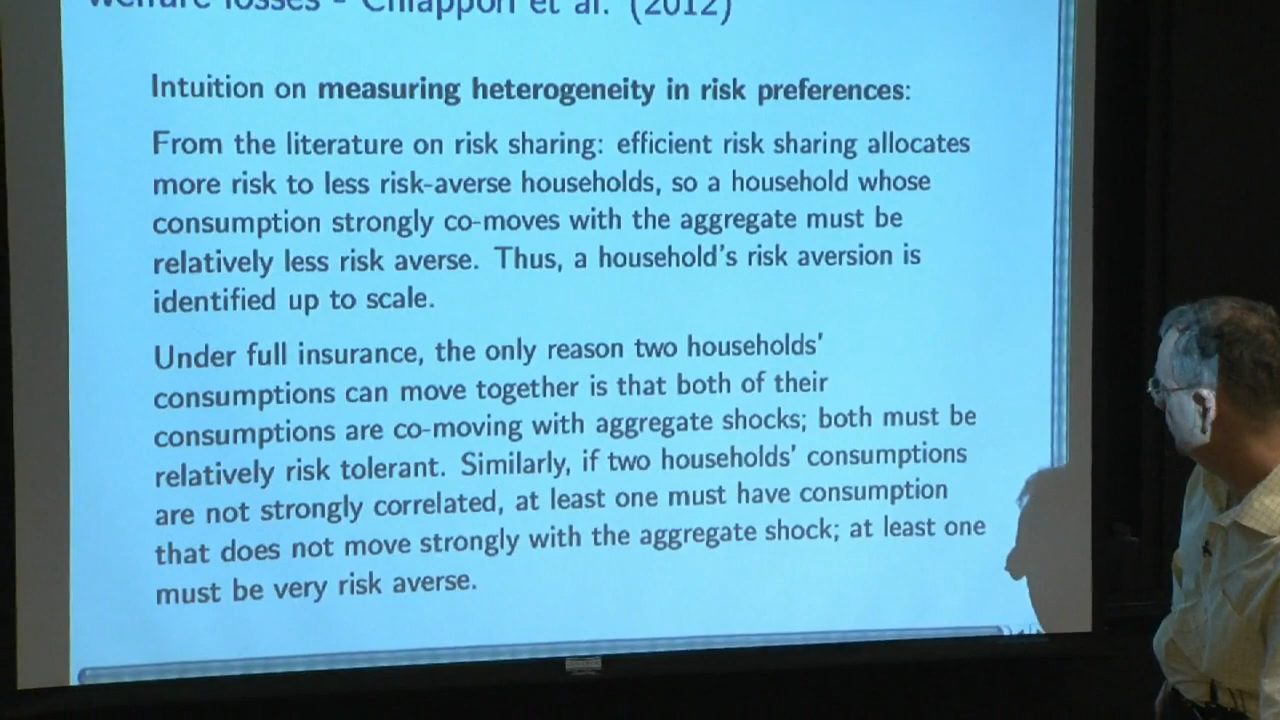 welfare losses - Chiappori et al. (2012)
Intuition on measuring heterogeneity in risk preferences:
From the literature on risk sharing: efficient risk sharing allocates
more risk to less risk-averse households, so a household whose
consumption strongly co-moves with the aggregate must be
relatively less risk averse. Thus, a household's risk aversion is
identified up to scale.
Under full insurance, the only reason two households'
consumptions can move together is that both of their
consumptions are co-moving with aggregate shocks; both must be
relatively risk tolerant. Similarly, if two households' consumptions
are not strongly correlated, at least one must have consumption
that does not move strongly with the aggregate shock; at least one
must be very risk averse.